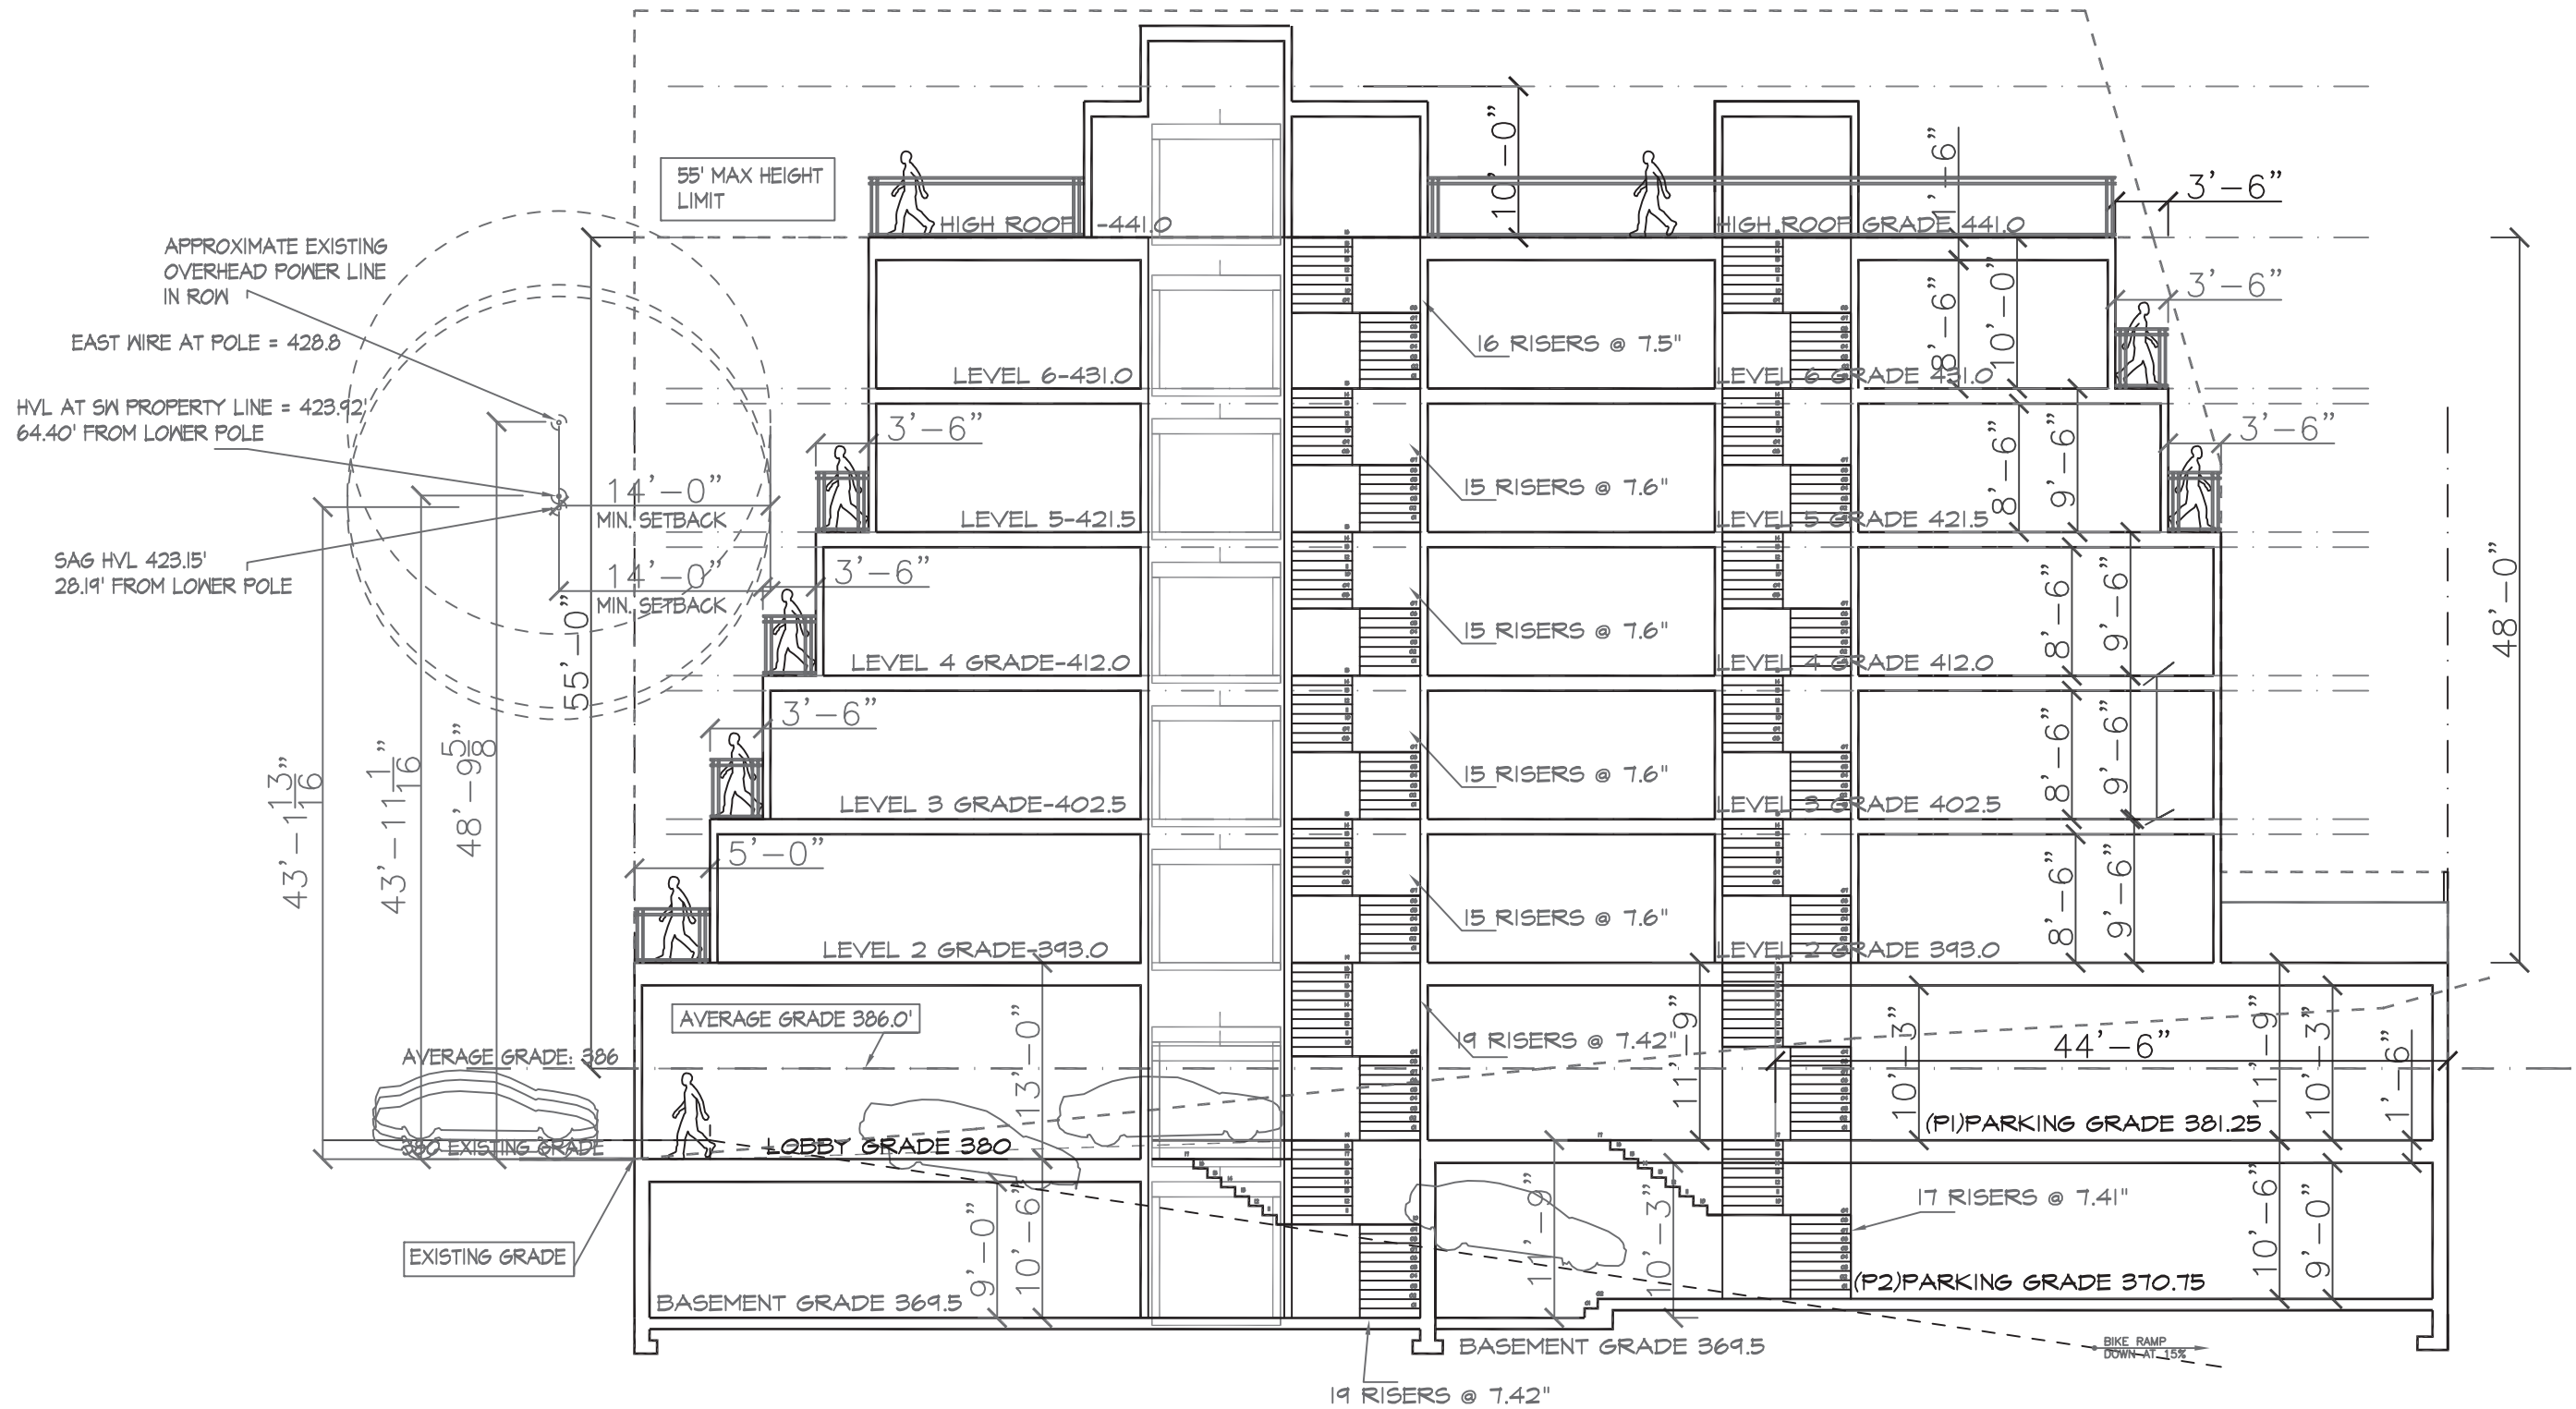 10'-0"
1'-6"
55' MAX HEIGHT
LIMIT
3'-6"
HIGH ROOF -441.0
HIGH ROOF GRADE 441.0
APPROXIMATE EXISTING
OVERHEAD POWER LINE
IN ROW
3'-6"
EAST WIRE AT POLE = 428.8
16 RISERS @ 7.5"
8'-6"
10'-0"
LEVEL 6-431.0
LEVEL 6 GRADE 431.0
HVL AT SW PROPERTY LINE = 423.92'
64.40' FROM LOWER POLE
3'-6"
3'-6"
14'-0"
MIN. SETBACK
15 RISERS @ 7.6"
8'-6"
9'-6"
LEVEL 5-421.5
LEVEL 5 GRADE 421.5
SAG HVL 423.15'
28.19' FROM LOWER POLE
14'-0"
MIN. SETBACK
3'-6"
55'-0"
48'-0"
15 RISERS @ 7.6"
8'-6"
9'-6"
LEVEL 4 GRADE-412.0
LEVEL 4 GRADE 412.0
3'-6"
43'-11 13/16"
43'-11 1/16"
48'-9 5/8"
15 RISERS @ 7.6"
8'-6"
9'-6"
LEVEL 3 GRADE-402.5
LEVEL 3 GRADE 402.5
5'-0"
15 RISERS @ 7.6"
8'-6"
9'-6"
LEVEL 2 GRADE-393.0
LEVEL 2 GRADE 393.0
AVERAGE GRADE 386.0'
AVERAGE GRADE: 386
13'-0"
19 RISERS @ 7.42"
11'-9"
10'-3"
44'-6"
11'-9"
10'-3"
1'-6"
(P1)PARKING GRADE 381.25
380 EXISTING GRADE
LOBBY GRADE 380
EXISTING GRADE
9'-0"
10'-6"
11'-9"
10'-3"
17 RISERS @ 7.41"
10'-6"
9'-0"
(P2)PARKING GRADE 370.75
BASEMENT GRADE 369.5
BASEMENT GRADE 369.5
BIKE RAMP
DOWN AT 15%
19 RISERS @ 7.42"